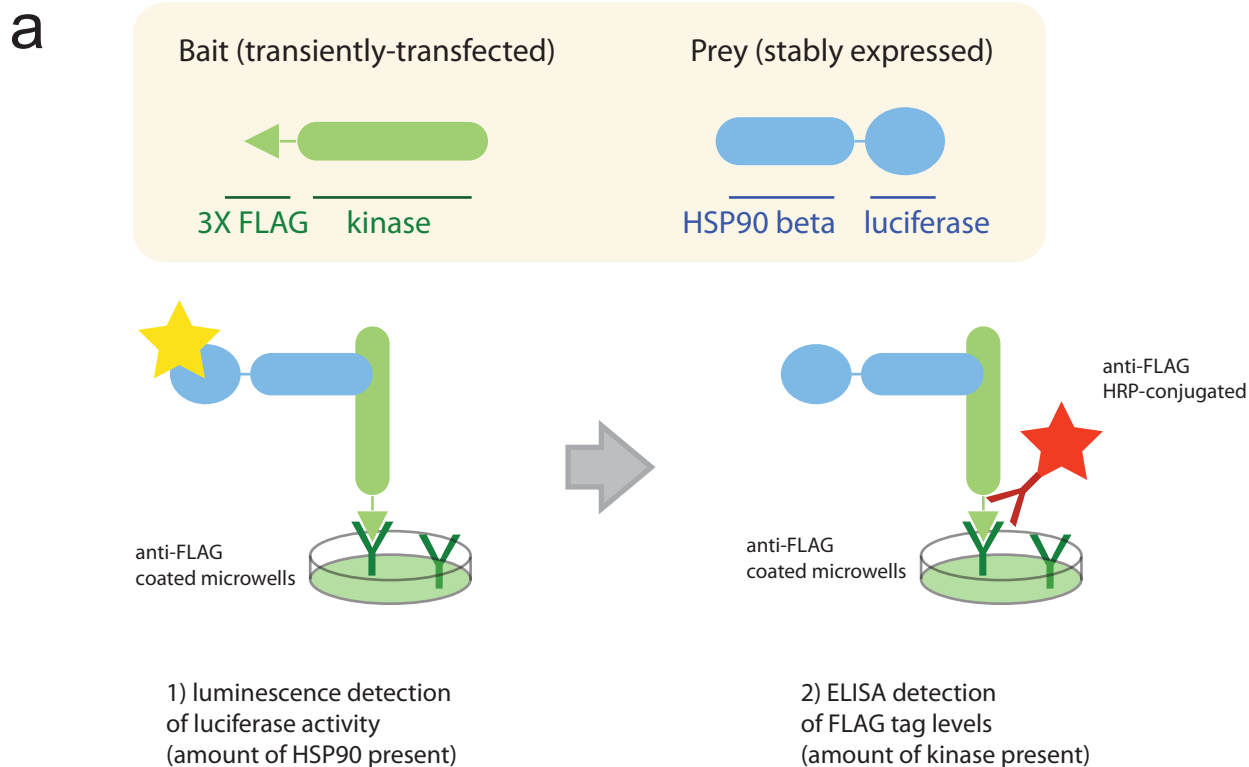 a
Bait (transiently-transfected)
Prey (stably expressed)
3X FLAG
kinase
HSP90 beta
luciferase
anti-FLAG
coated microwells
anti-FLAG
HRP-conjugated
anti-FLAG
coated microwells
1) luminescence detection
of luciferase activity
(amount of HSP90 present)
2) ELISA detection
of FLAG tag levels
(amount of kinase present)